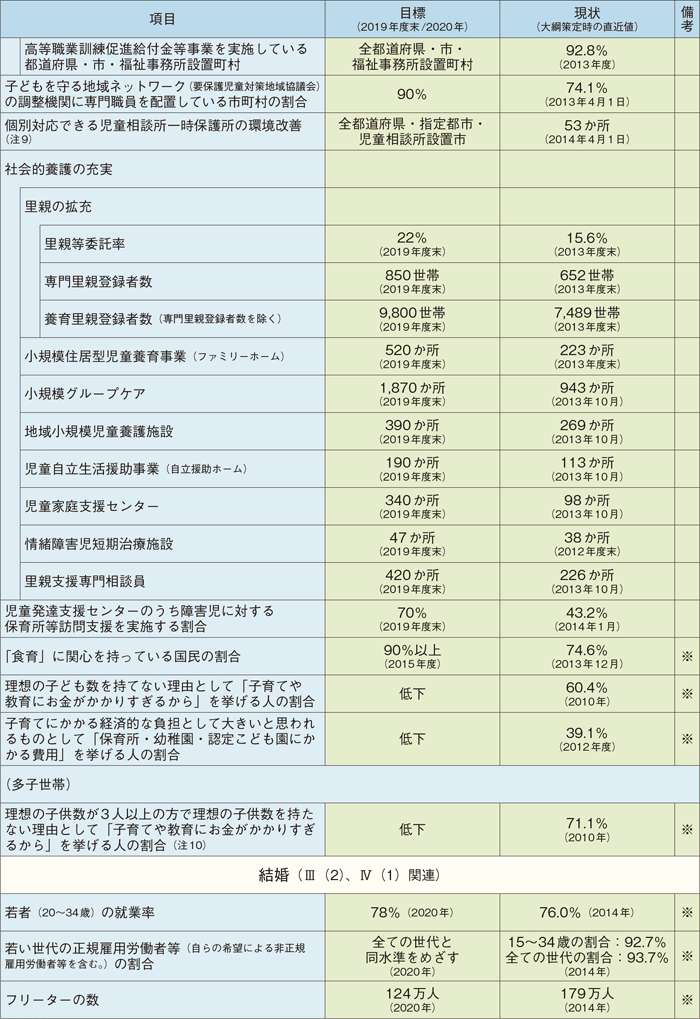 項目 目標 現状 備考
(2019年度末/2020年) (大綱策定時の直近値)
高等職業訓練促進給付金等事業を実施している 全都道府県・市・ 92.8%
都道府県・市・福祉事務所設置町村 福祉事務所設置町村 (2013年度)
子どもを守る地域ネットワーク(要保護児童対策地域協議会) 90% 74.1%
の調整機関に専門職員を配置している市町村の割合 (2013年4月1日)
個別対応できる児童相談所一時保護所の環境改善 全都道府県・指定都市・ 53か所
(注9) 児童相談所設置市 (2014年4月1日)
社会的養護の充実
里親の拡充
里親等委託率 22% 15.6%
(2019年度末) (2013年度末)
専門里親登録者数 850世帯 652世帯
(2019年度末) (2013年度末)
養育里親登録者数(専門里親登録者数を除く) 9,800世帯 7,489世帯
(2019年度末) (2013年度末)
小規模住居型児童養育事業(ファミリーホーム) 520か所 223か所
(2019年度末) (2013年度末)
小規模グループケア 1,870か所 943か所
(2019年度末) (2013年10月)
地域小規模児童養護施設 390か所 269か所
(2019年度末) (2013年10月)
児童自立生活援助事業(自立援助ホーム) 190か所 113か所
(2019年度末) (2013年10月)
児童家庭支援センター 340か所 98か所
(2019年度末) (2013年10月)
情緒障害児短期治療施設 47か所 38か所
(2019年度末) (2012年度末)
里親支援専門相談員 420か所 226か所
(2019年度末) (2013年10月)
児童発達支援センターのうち障害児に対する 70% 43.2%
保育所等訪問支援を実施する割合 (2019年度末) (2014年1月)
「食育」に関心を持っている国民の割合 90%以上 74.6% ※
(2015年度) (2013年12月)
理想の子ども数を持てない理由として「子育てや 低下 60.4% ※
教育にお金がかかりすぎるから」を挙げる人の割合 (2010年)
子育てにかかる経済的な負担として大きいと思われ 低下 39.1% ※
るものとして「保育所・幼稚園・認定こども園にか (2012年度)
かる費用」を挙げる人の割合
(多子世帯)
理想の子供数が3人以上の方で理想の子供数を持た 低下 71.1% ※
ない理由として「子育てや教育にお金がかかりすぎ (2010年)
るから」を挙げる人の割合(注10)
結婚(Ⅲ(2)、Ⅳ(1)関連)
若者(20〜34歳)の就業率 78%(2020年) 76.0%(2014年) ※
若い世代の正規雇用労働者等(自らの希望による非正規 全ての世代と 15〜34歳の割合:92.7% ※
雇用労働者等を含む。)の割合 同水準をめざす 全ての世代の割合:93.7%
(2020年) (2014年)
フリーターの数 124万人 179万人 ※
(2020年) (2014年)